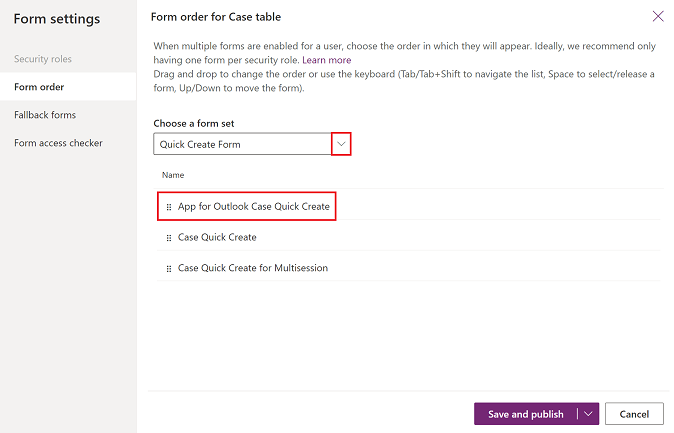 Form settings
Security roles
Form order
Fallback forms
Form access checker
Form order for Case table
When multiple forms are enabled for a user, choose the order in which they will appear. Ideally, we recommend only
having one form per security role. Learn more
Drag and drop to change the order or use the keyboard (Tab/Tab+Shift to navigate the list, Space to select/release a
form, Up/Down to move the form).
Choose a form set
Quick Create Form
Name
App for Outlook Case Quick Create
Case Quick Create
Case Quick Create for Multisession
Save and publish
Cancel